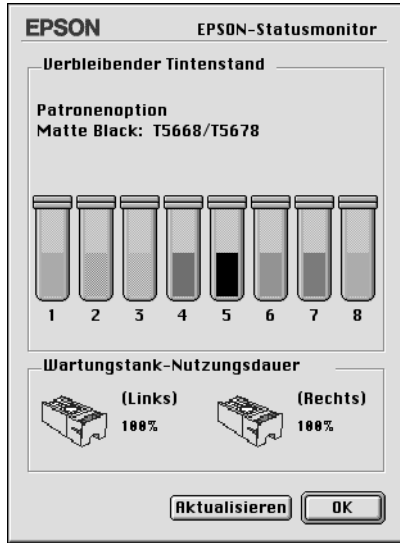 EPSON EPSON-Statusmonitor
Verbleibender Tintenstand
Patronenoption
Matte Black: T5668/T5678
1 2 3 4 5 6 7 8
Wartungstank-Nutzungsdauer
(Links) (Rechts)
100% 100%
Aktualisieren OK